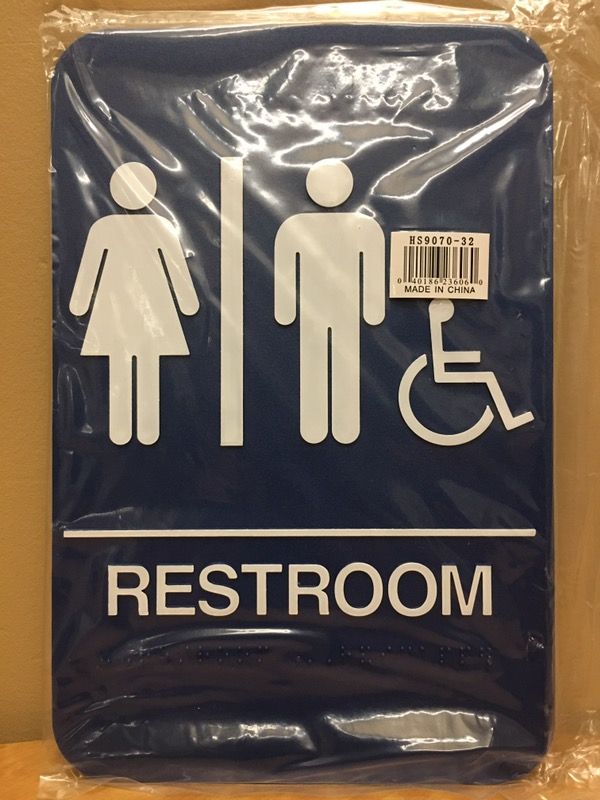 HS9070-32
0 40186 23606 0
MADE IN CHINA
RESTROOM